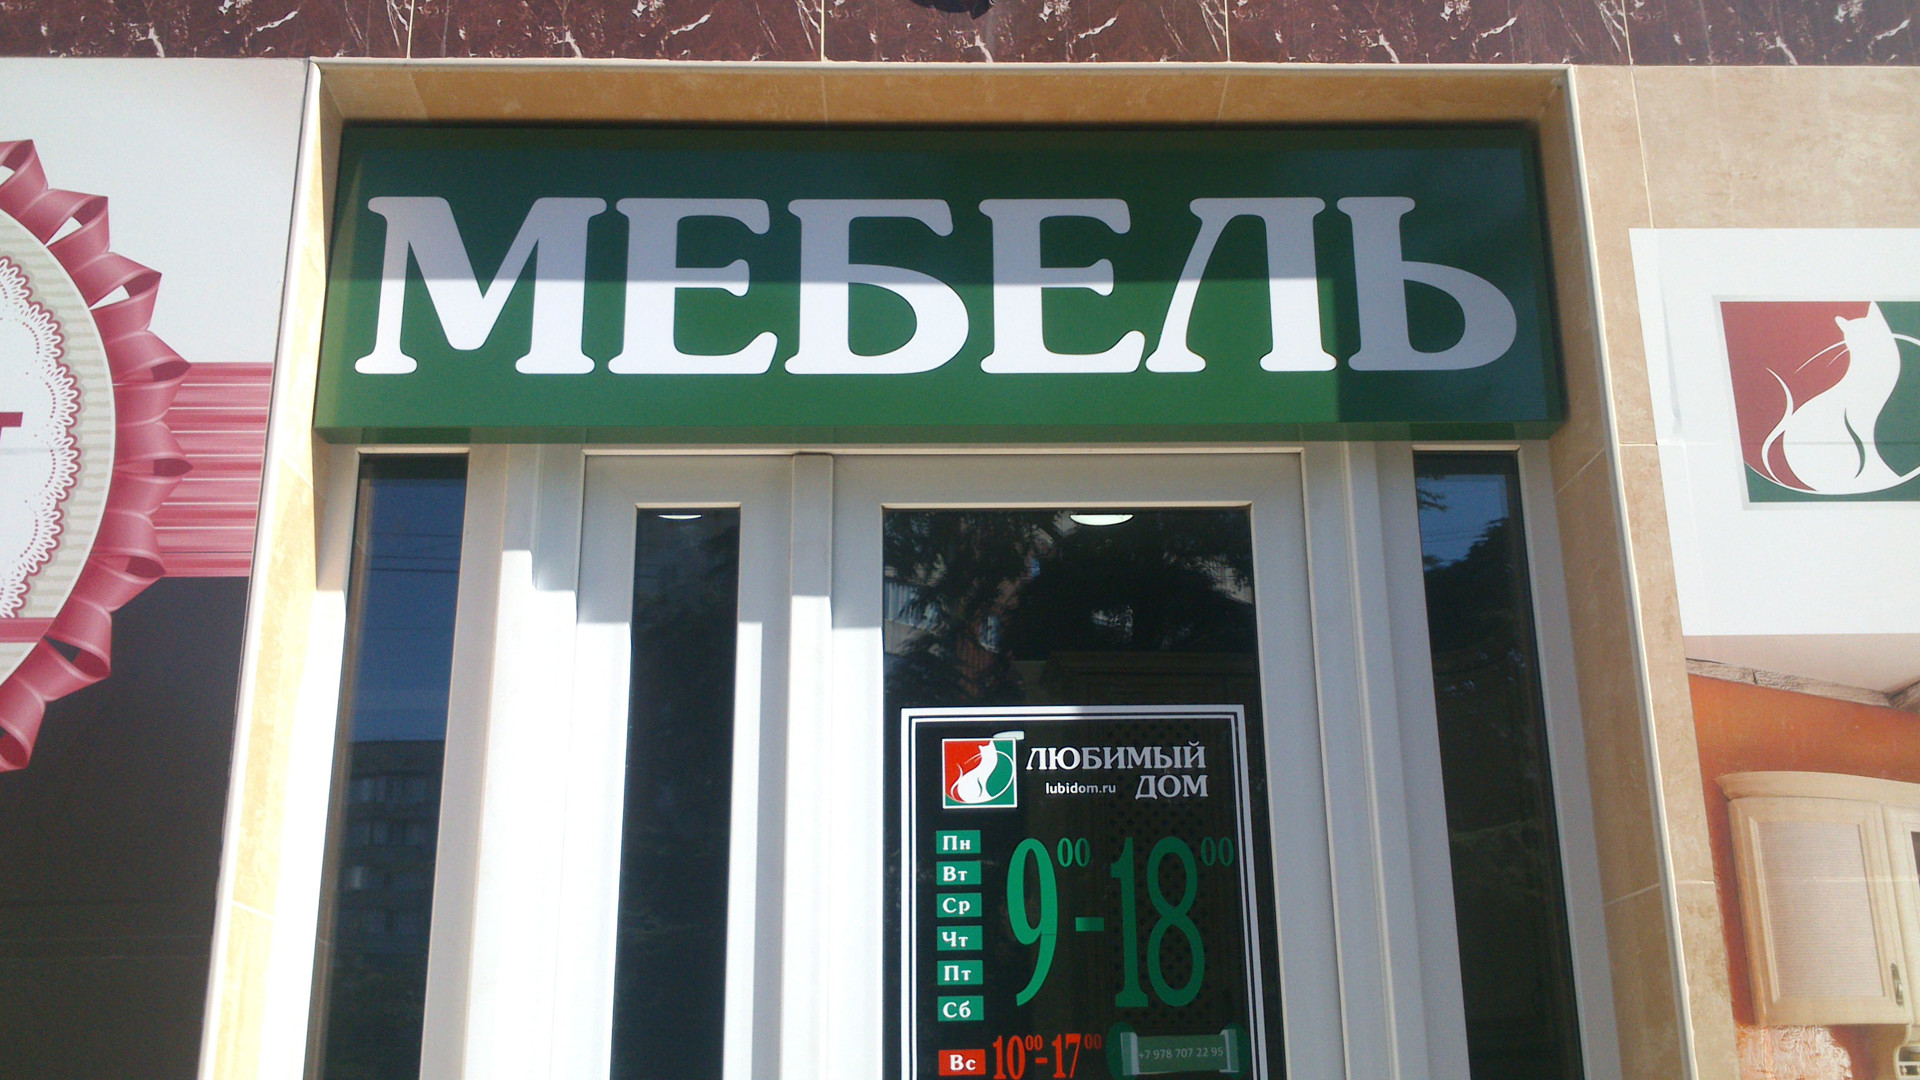 МЕБЕЛЬ
ЛЮБИМЫЙ
lubidom.ru ДОМ
Пн
Вт
Ср
Чт
Пт
Сб
9⁰⁰-18⁰⁰
Вс 10⁰⁰-17⁰⁰
+7 978 707 22 95